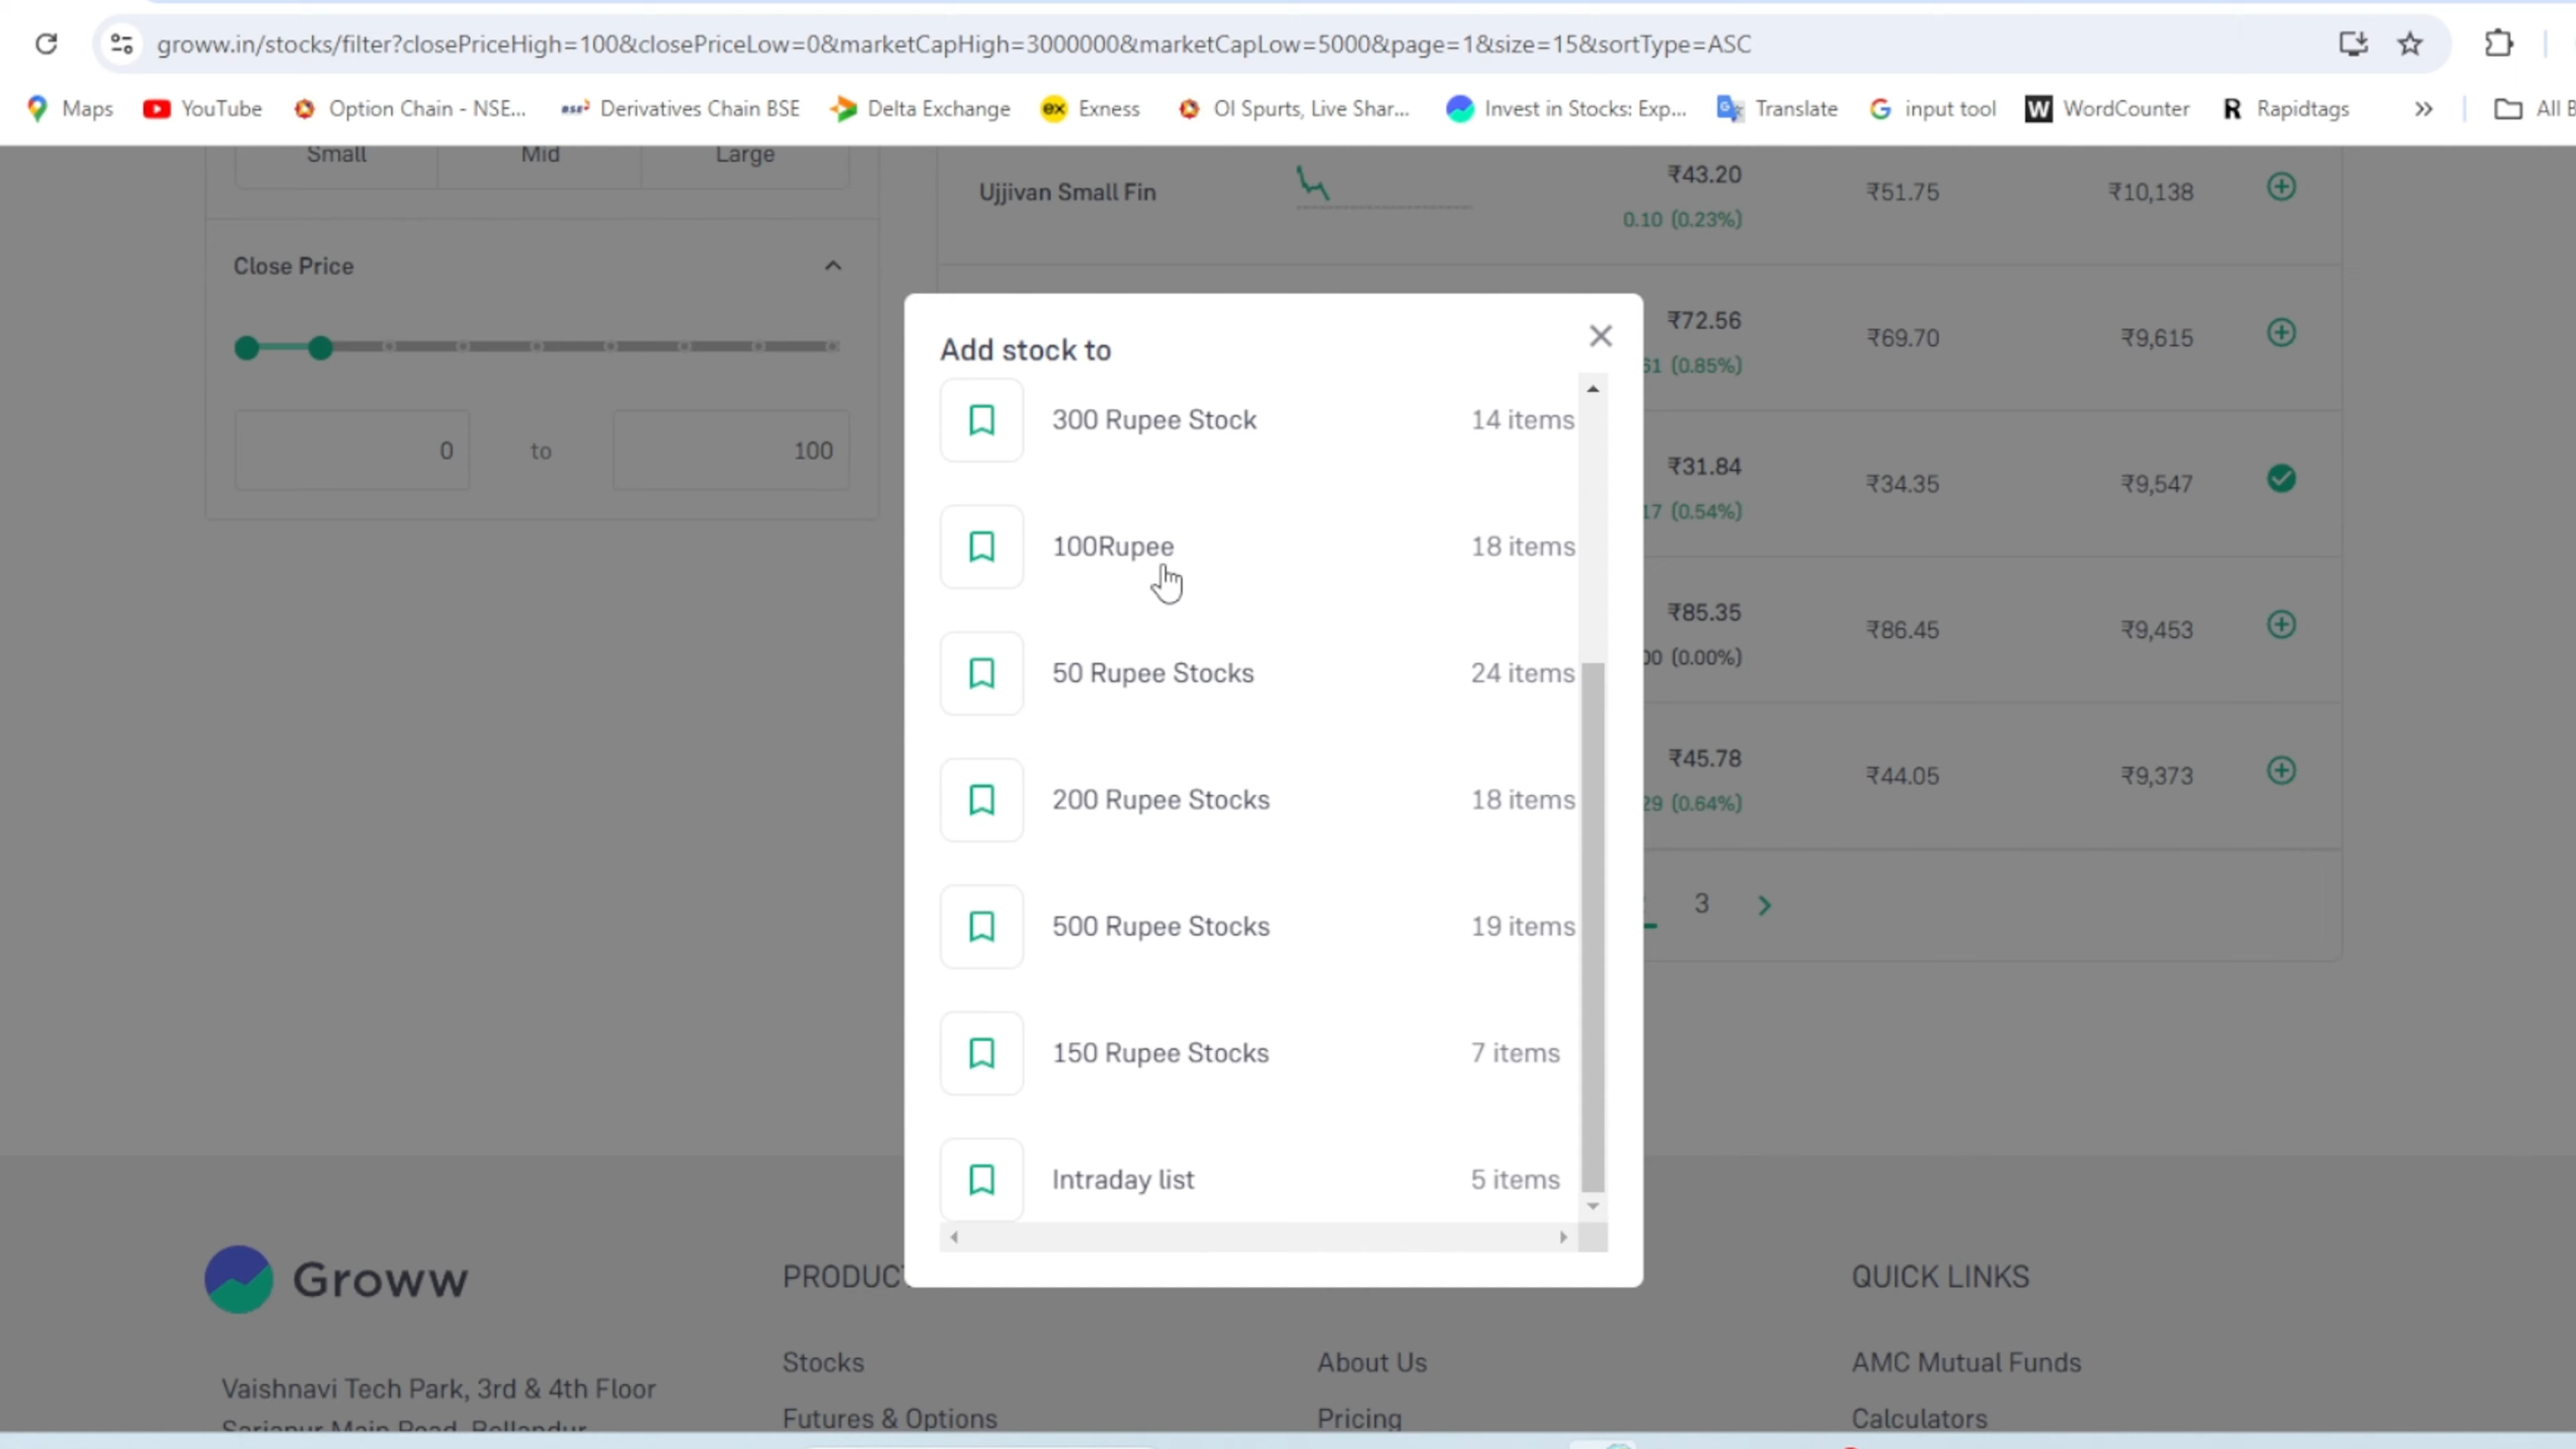 groww.in/stocks/filter?closePriceHigh=100&closePriceLow=0&marketCapHigh=3000000&marketCapLow=5000&page=1&size=15&sortType=ASC
Maps YouTube Option Chain - NSE... Derivatives Chain BSE Delta Exchange Exness OI Spurts, Live Shar... Invest in Stocks: Exp... Translate input tool WordCounter Rapidtags » All
Small Mid Large
Close Price
0 to 100
Ujjivan Small Fin ₹43.20 ₹51.75 ₹10,138
0.10 (0.23%)
₹72.56 ₹69.70 ₹9,615
(0.85%)
₹31.84 ₹34.35 ₹9,547
(0.54%)
₹85.35 ₹86.45 ₹9,453
(0.00%)
₹45.78 ₹44.05 ₹9,373
(0.64%)
3
Add stock to
300 Rupee Stock 14 items
100Rupee 18 items
50 Rupee Stocks 24 items
200 Rupee Stocks 18 items
500 Rupee Stocks 19 items
150 Rupee Stocks 7 items
Intraday list 5 items
Groww
Vaishnavi Tech Park, 3rd & 4th Floor
Sarjapur Main Road, Bellandur
Stocks
Futures & Options
About Us
Pricing
QUICK LINKS
AMC Mutual Funds
Calculators